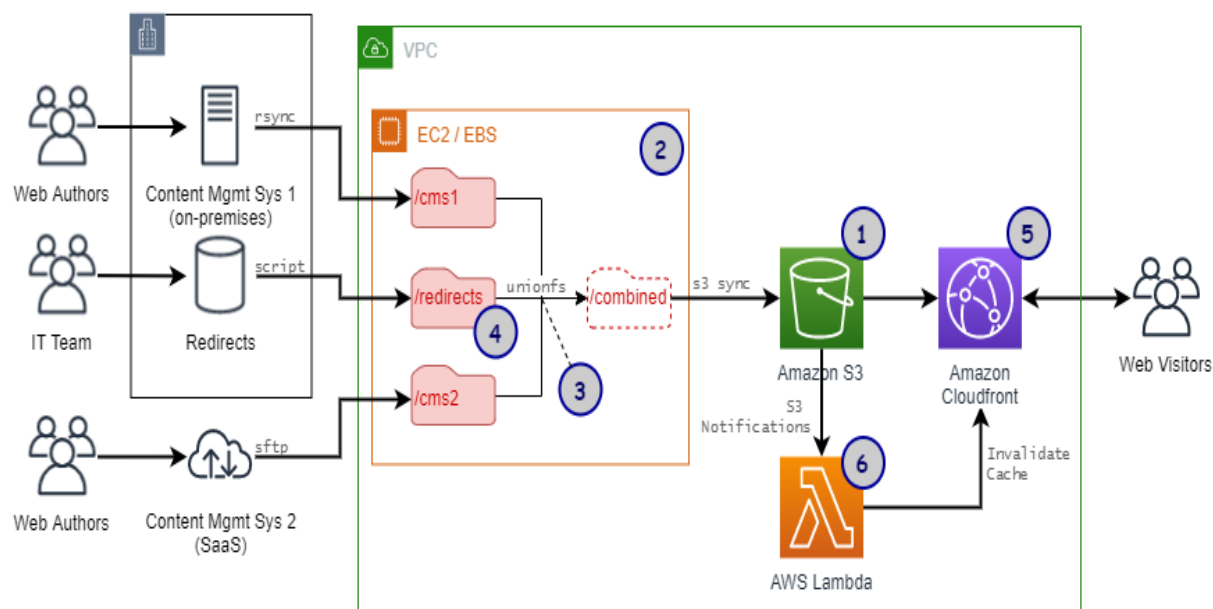 VPC
EC2 / EBS
2
Web Authors
rsync
Content Mgmt Sys 1
(on-premises)
/cms1
IT Team
script
Redirects
/redirects
4
unionfs
/combined
3
s3 sync
1
Amazon S3
5
Amazon
Cloudfront
Web Visitors
Web Authors
sftp
Content Mgmt Sys 2
(SaaS)
/cms2
S3
Notifications
6
AWS Lambda
Invalidate
Cache